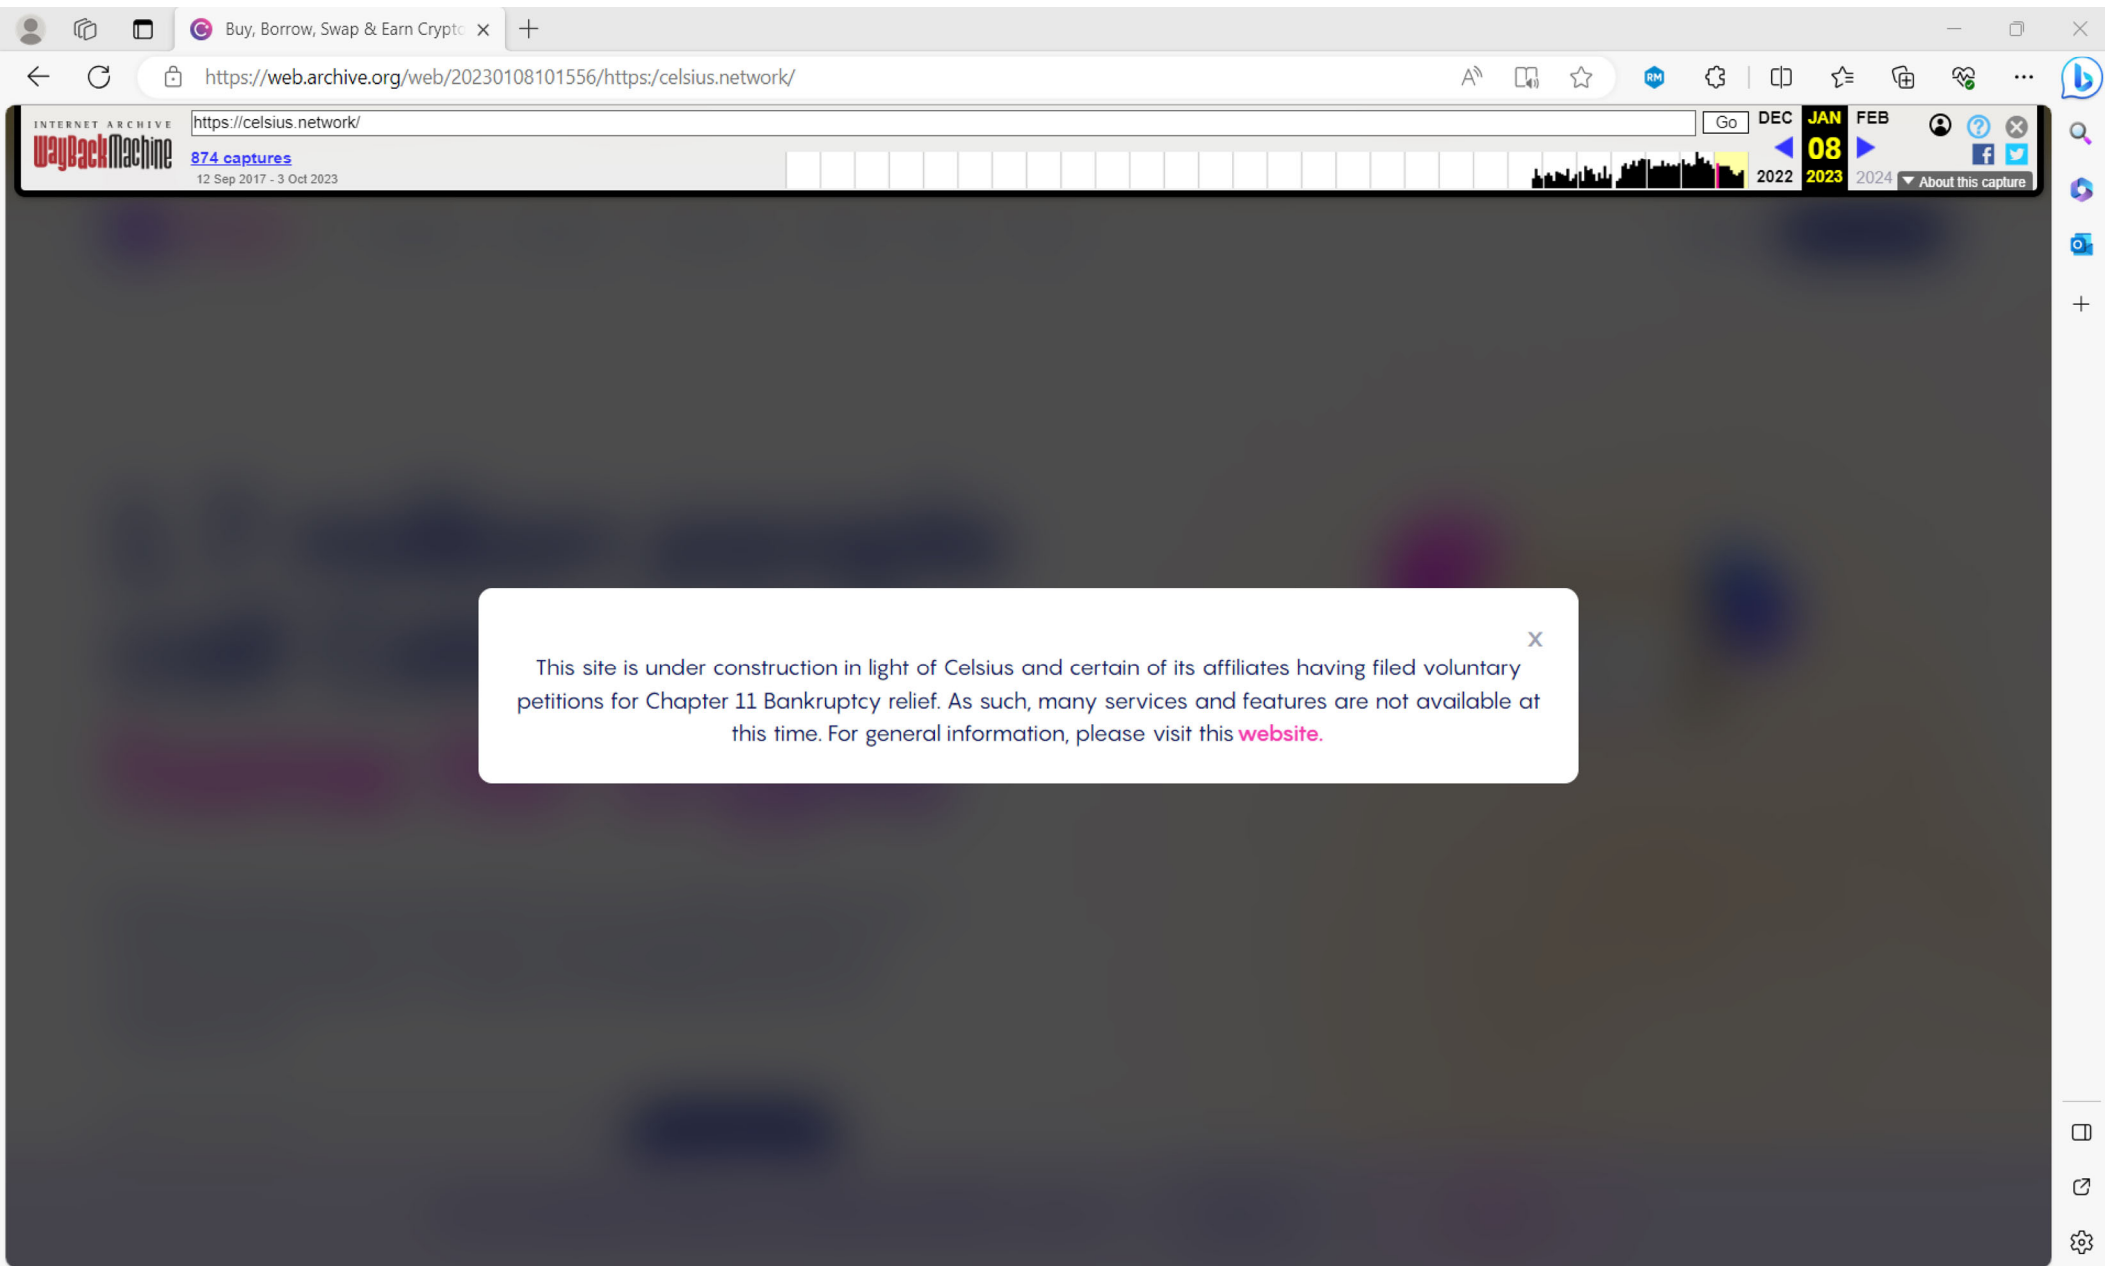 Buy, Borrow, Swap & Earn Crypto
https://web.archive.org/web/20230108101556/https:/celsius.network/
INTERNET ARCHIVE
WayBackMachine
https://celsius.network/
Go
DEC JAN FEB
874 captures
08
12 Sep 2017 - 3 Oct 2023
2022 2023 2024
About this capture
x
This site is under construction in light of Celsius and certain of its affiliates having filed voluntary
petitions for Chapter 11 Bankruptcy relief. As such, many services and features are not available at
this time. For general information, please visit this website.